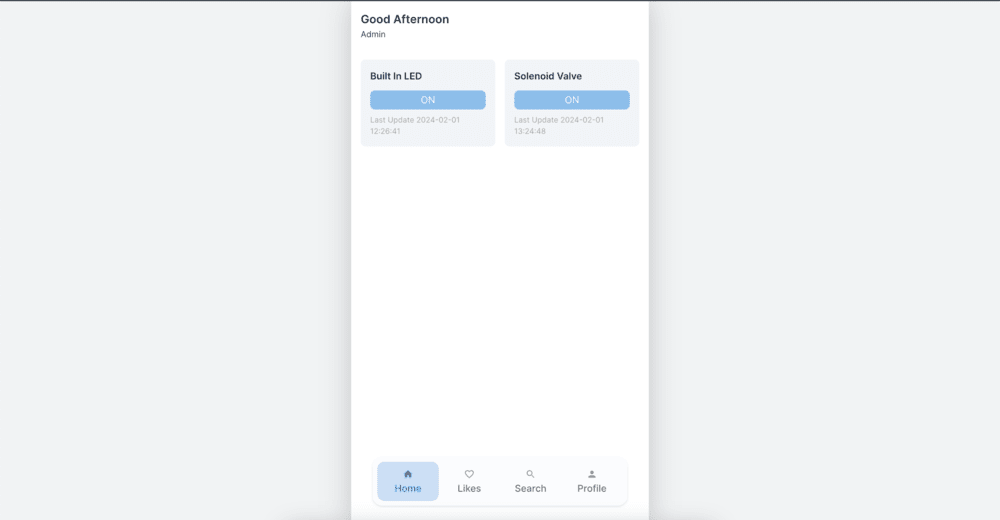 Good Afternoon
Admin
Built In LED
ON
Last Update 2024-02-01
12:26:41
Solenoid Valve
ON
Last Update 2024-02-01
13:24:48
Home
Likes
Search
Profile